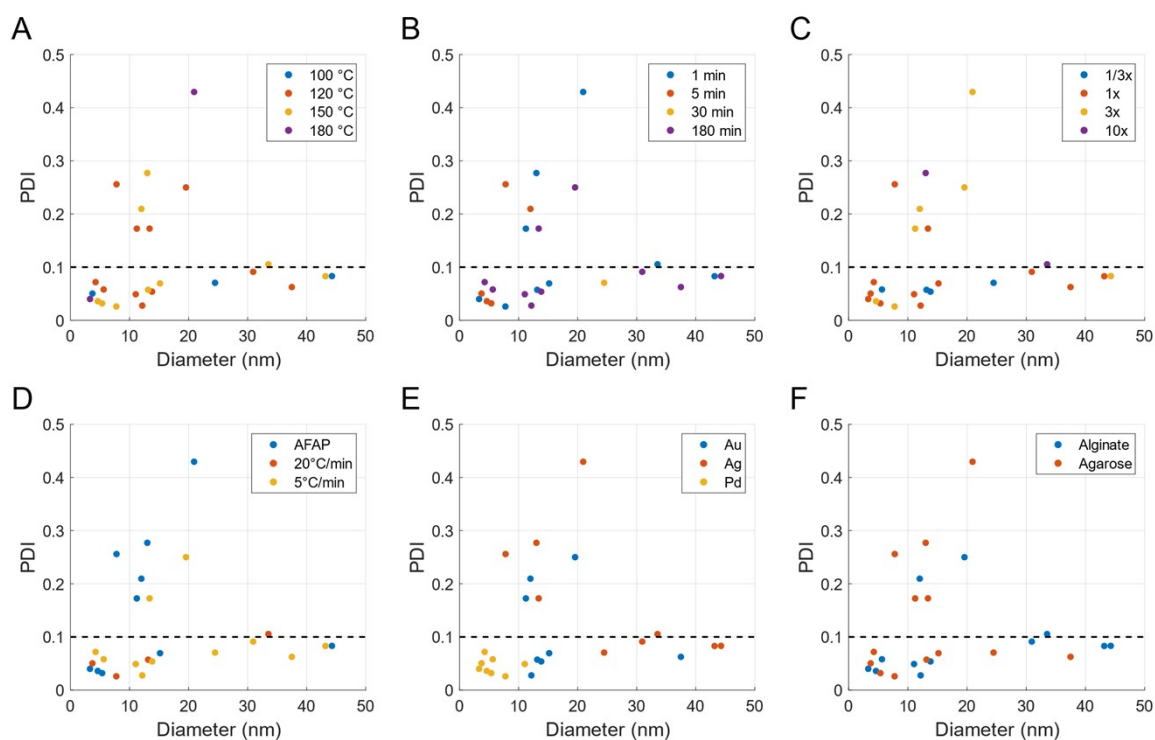 A
0.5
0.4
0.3
0.2
0.1
0
PDI
100 °C
120 °C
150 °C
180 °C
0 10 20 30 40 50
Diameter (nm)
B
0.5
0.4
0.3
0.2
0.1
0
PDI
1 min
5 min
30 min
180 min
0 10 20 30 40 50
Diameter (nm)
C
0.5
0.4
0.3
0.2
0.1
0
PDI
1/3x
1x
3x
10x
0 10 20 30 40 50
Diameter (nm)
D
0.5
0.4
0.3
0.2
0.1
0
PDI
AFAP
20°C/min
5°C/min
0 10 20 30 40 50
Diameter (nm)
E
0.5
0.4
0.3
0.2
0.1
0
PDI
Au
Ag
Pd
0 10 20 30 40 50
Diameter (nm)
F
0.5
0.4
0.3
0.2
0.1
0
PDI
Alginate
Agarose
0 10 20 30 40 50
Diameter (nm)